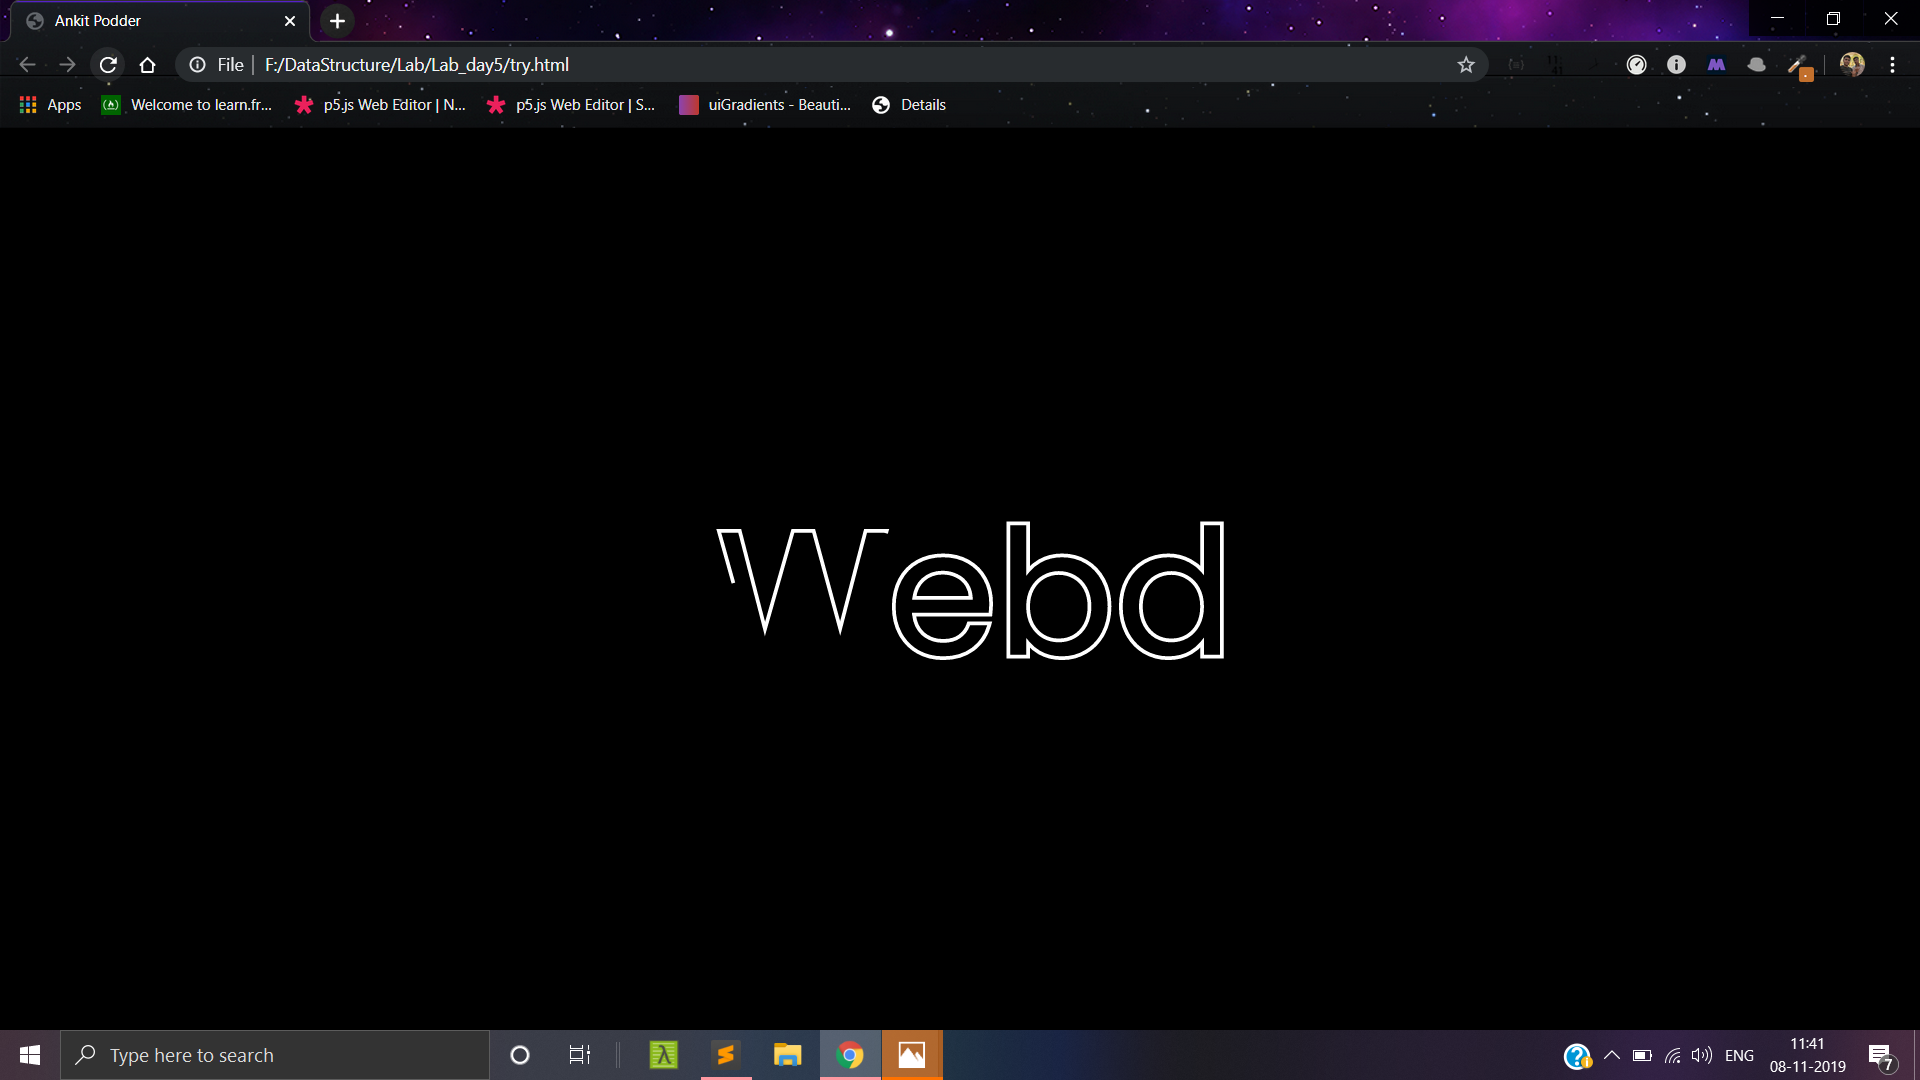 Ankit Podder
File F:/DataStructure/Lab/Lab_day5/try.html
Apps Welcome to learn.fr... p5.js Web Editor | N... p5.js Web Editor | S... uiGradients - Beauti... Details
Webd
Type here to search
ENG
11:41
08-11-2019
7